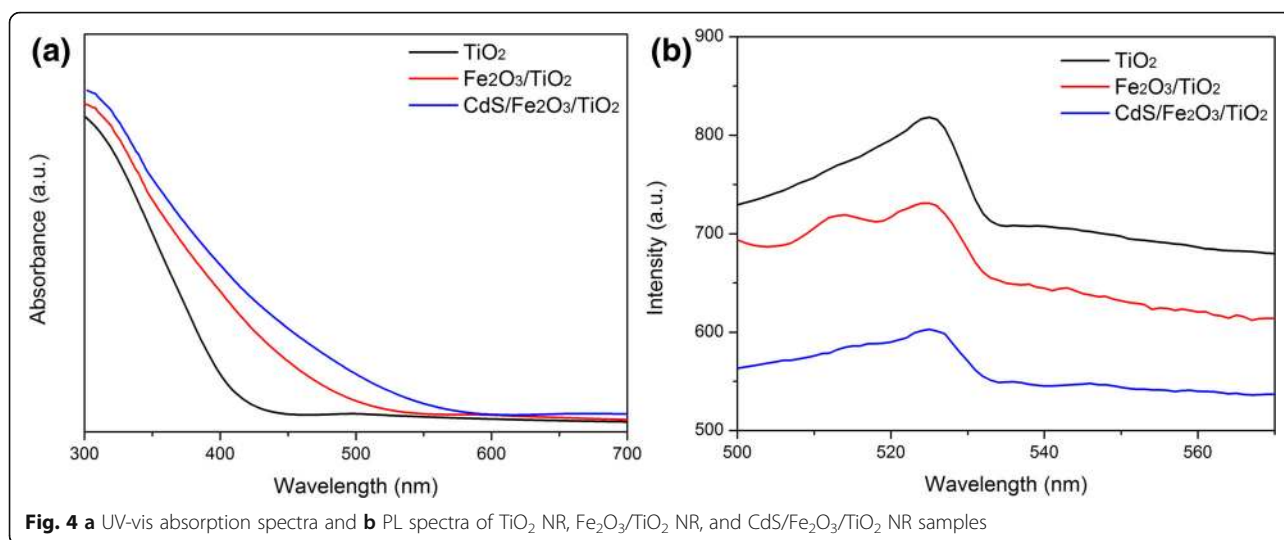 (a)
TiO₂
Fe₂O₃/TiO₂
CdS/Fe₂O₃/TiO₂
Absorbance (a.u.)
300 400 500 600 700
Wavelength (nm)
(b)
TiO₂
Fe₂O₃/TiO₂
CdS/Fe₂O₃/TiO₂
900
800
700
600
500
Intensity (a.u.)
500 520 540 560
Wavelength (nm)
Fig. 4 a UV-vis absorption spectra and b PL spectra of TiO₂ NR, Fe₂O₃/TiO₂ NR, and CdS/Fe₂O₃/TiO₂ NR samples